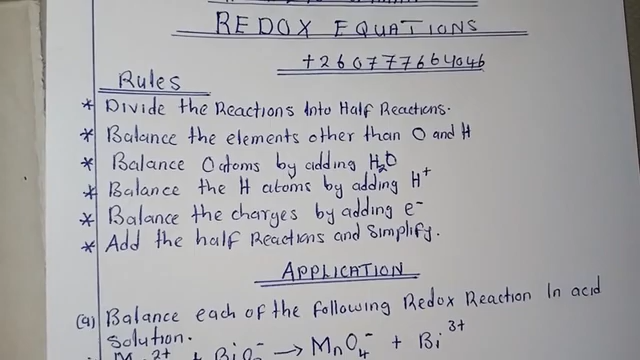 REDOX EQUATIONS
+260777664046
Rules
* Divide the Reactions Into Half Reactions.
* Balance the elements other than O and H
* Balance O atoms by adding H₂O
* Balance the H atoms by adding H⁺
* Balance the charges by adding e⁻
* Add the half Reactions and Simplify.
APPLICATION
(a) Balance each of the following Redox Reaction In acid
Solution.
Mn²⁺ + BiO₃⁻ → MnO₄⁻ + Bi³⁺